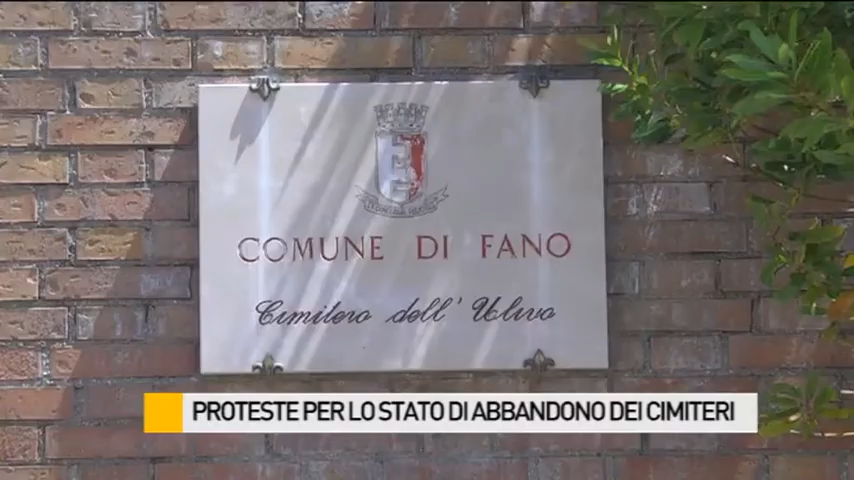 COMUNE DI FANO
Cimitero dell' Ulivo
PROTESTE PER LO STATO DI ABBANDONO DEI CIMITERI